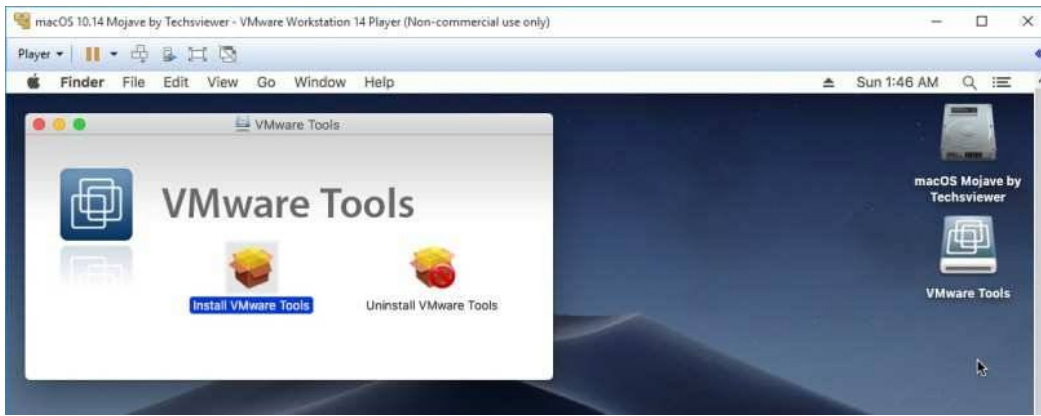 macOS 10.14 Mojave by Techsviewer - VMware Workstation 14 Player (Non-commercial use only)
Player
Finder File Edit View Go Window Help Sun 1:46 AM
VMware Tools
VMware Tools
Install VMware Tools
Uninstall VMware Tools
macOS Mojave by
Techsviewer
VMware Tools